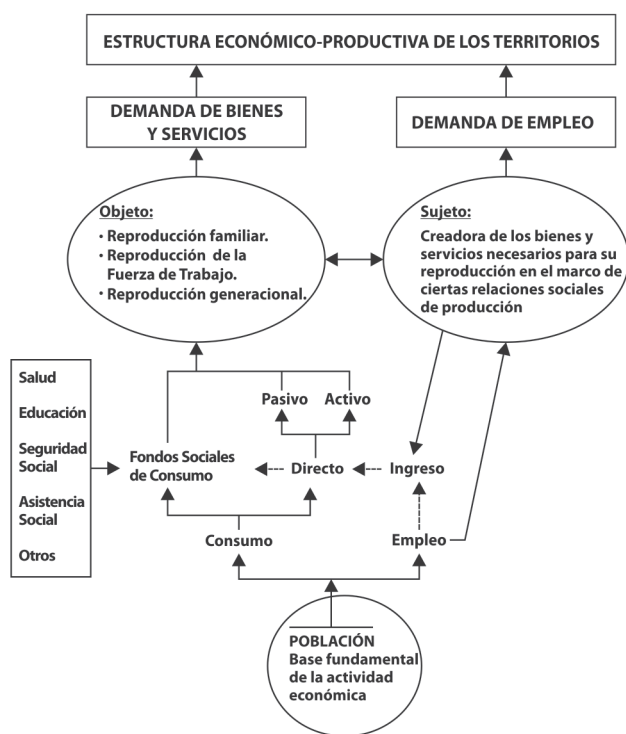 ESTRUCTURA ECONÓMICO-PRODUCTIVA DE LOS TERRITORIOS
DEMANDA DE BIENES
Y SERVICIOS
DEMANDA DE EMPLEO
Objeto:
• Reproducción familiar.
• Reproducción de la
Fuerza de Trabajo.
• Reproducción generacional.
Sujeto:
Creadora de los bienes y
servicios necesarios para su
reproducción en el marco de
ciertas relaciones sociales
de producción
Salud
Educación
Seguridad
Social
Asistencia
Social
Otros
Pasivo
Activo
Fondos Sociales
de Consumo
Directo
Ingreso
Consumo
Empleo
POBLACIÓN
Base fundamental
de la actividad
económica